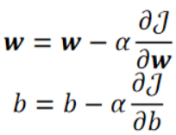 𝒘 = 𝒘 − α ∂𝒥/∂𝒘
b = b − α ∂𝒥/∂b